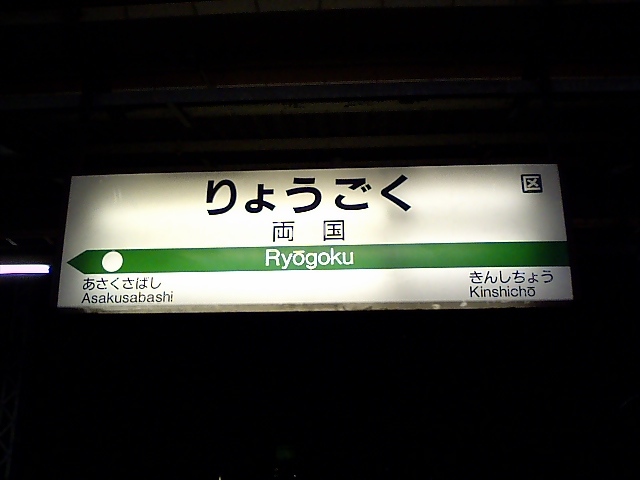 りょうごく
区
両国
Ryōgoku
あさくさばし
Asakusabashi
きんしちょう
Kinshichō